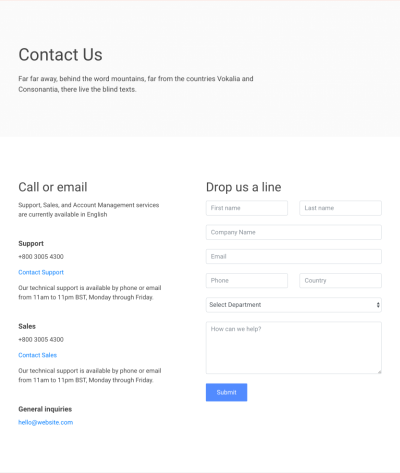 Contact Us
Far far away, behind the word mountains, far from the countries Vokalia and
Consonantia, there live the blind texts.
Call or email
Support, Sales, and Account Management services
are currently available in English
Support
+800 3005 4300
Contact Support
Our technical support is available by phone or email
from 11am to 11pm BST, Monday through Friday.
Sales
+800 3005 4300
Contact Sales
Our technical support is available by phone or email
from 11am to 11pm BST, Monday through Friday.
General inquiries
hello@website.com
Drop us a line
First name
Last name
Company Name
Email
Phone
Country
Select Department
How can we help?
Submit